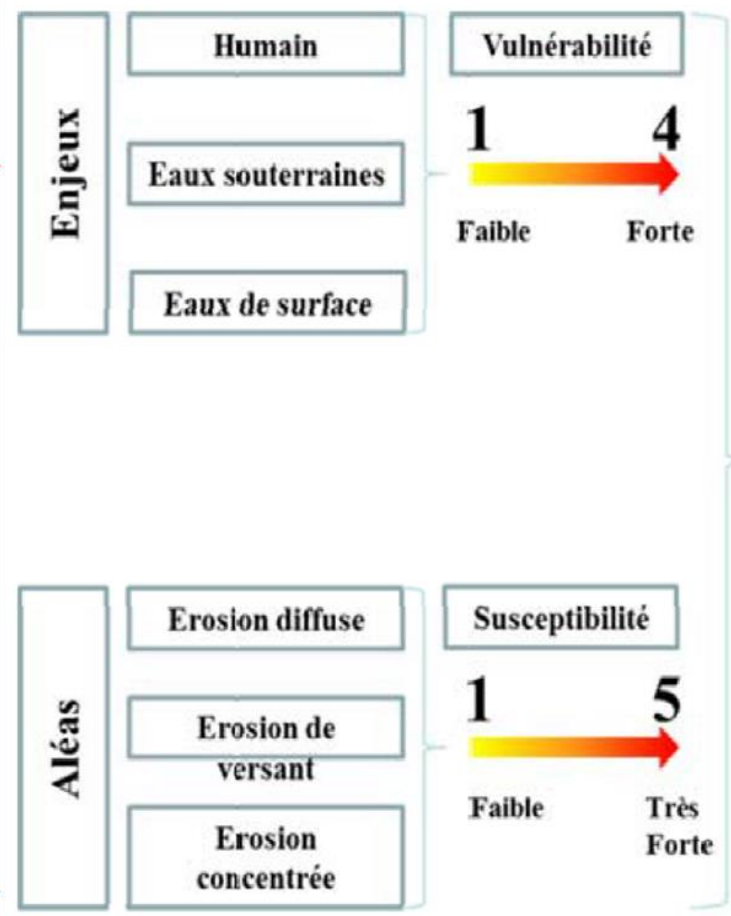 Enjeux
Humain
Eaux souterraines
Eaux de surface
Vulnérabilité
1 4
Faible Forte
Aléas
Erosion diffuse
Erosion de
versant
Erosion
concentrée
Susceptibilité
1 5
Faible Très
Forte